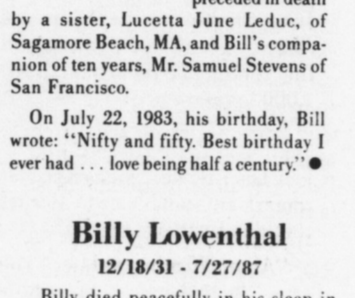 preceded in death
by a sister, Lucetta June Leduc, of
Sagamore Beach, MA, and Bill's compa-
nion of ten years, Mr. Samuel Stevens of
San Francisco.
On July 22, 1983, his birthday, Bill
wrote: "Nifty and fifty. Best birthday I
ever had . . . love being half a century." ●
Billy Lowenthal
12/18/31 - 7/27/87
Billy died peacefully in his sleep in